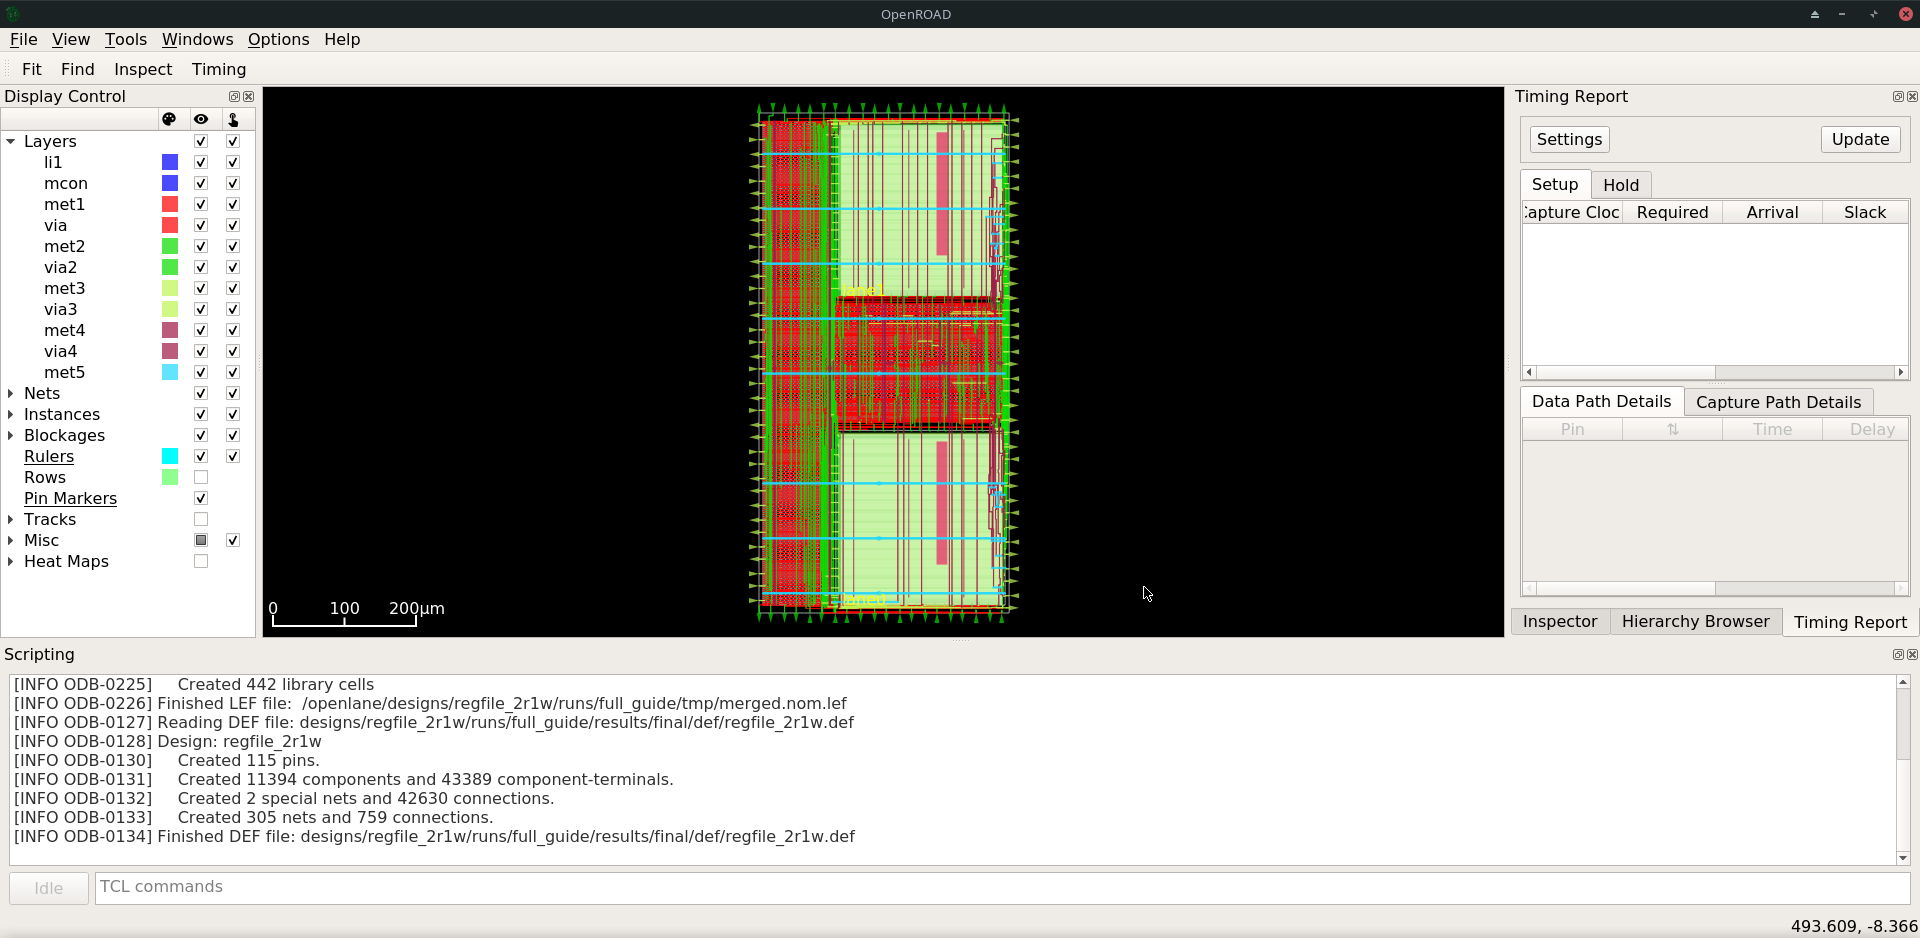 OpenROAD
File View Tools Windows Options Help
Fit Find Inspect Timing
Display Control
Layers
li1
mcon
met1
via
met2
via2
met3
via3
met4
via4
met5
Nets
Instances
Blockages
Rulers
Rows
Pin Markers
Tracks
Misc
Heat Maps
0 100 200μm
Timing Report
Settings Update
Setup Hold
Capture Cloc Required Arrival Slack
Data Path Details Capture Path Details
Pin ⇅ Time Delay
Inspector Hierarchy Browser Timing Report
Scripting
[INFO ODB-0225] Created 442 library cells
[INFO ODB-0226] Finished LEF file: /openlane/designs/regfile_2r1w/runs/full_guide/tmp/merged.nom.lef
[INFO ODB-0127] Reading DEF file: designs/regfile_2r1w/runs/full_guide/results/final/def/regfile_2r1w.def
[INFO ODB-0128] Design: regfile_2r1w
[INFO ODB-0130] Created 115 pins.
[INFO ODB-0131] Created 11394 components and 43389 component-terminals.
[INFO ODB-0132] Created 2 special nets and 42630 connections.
[INFO ODB-0133] Created 305 nets and 759 connections.
[INFO ODB-0134] Finished DEF file: designs/regfile_2r1w/runs/full_guide/results/final/def/regfile_2r1w.def
Idle TCL commands
493.609, -8.366